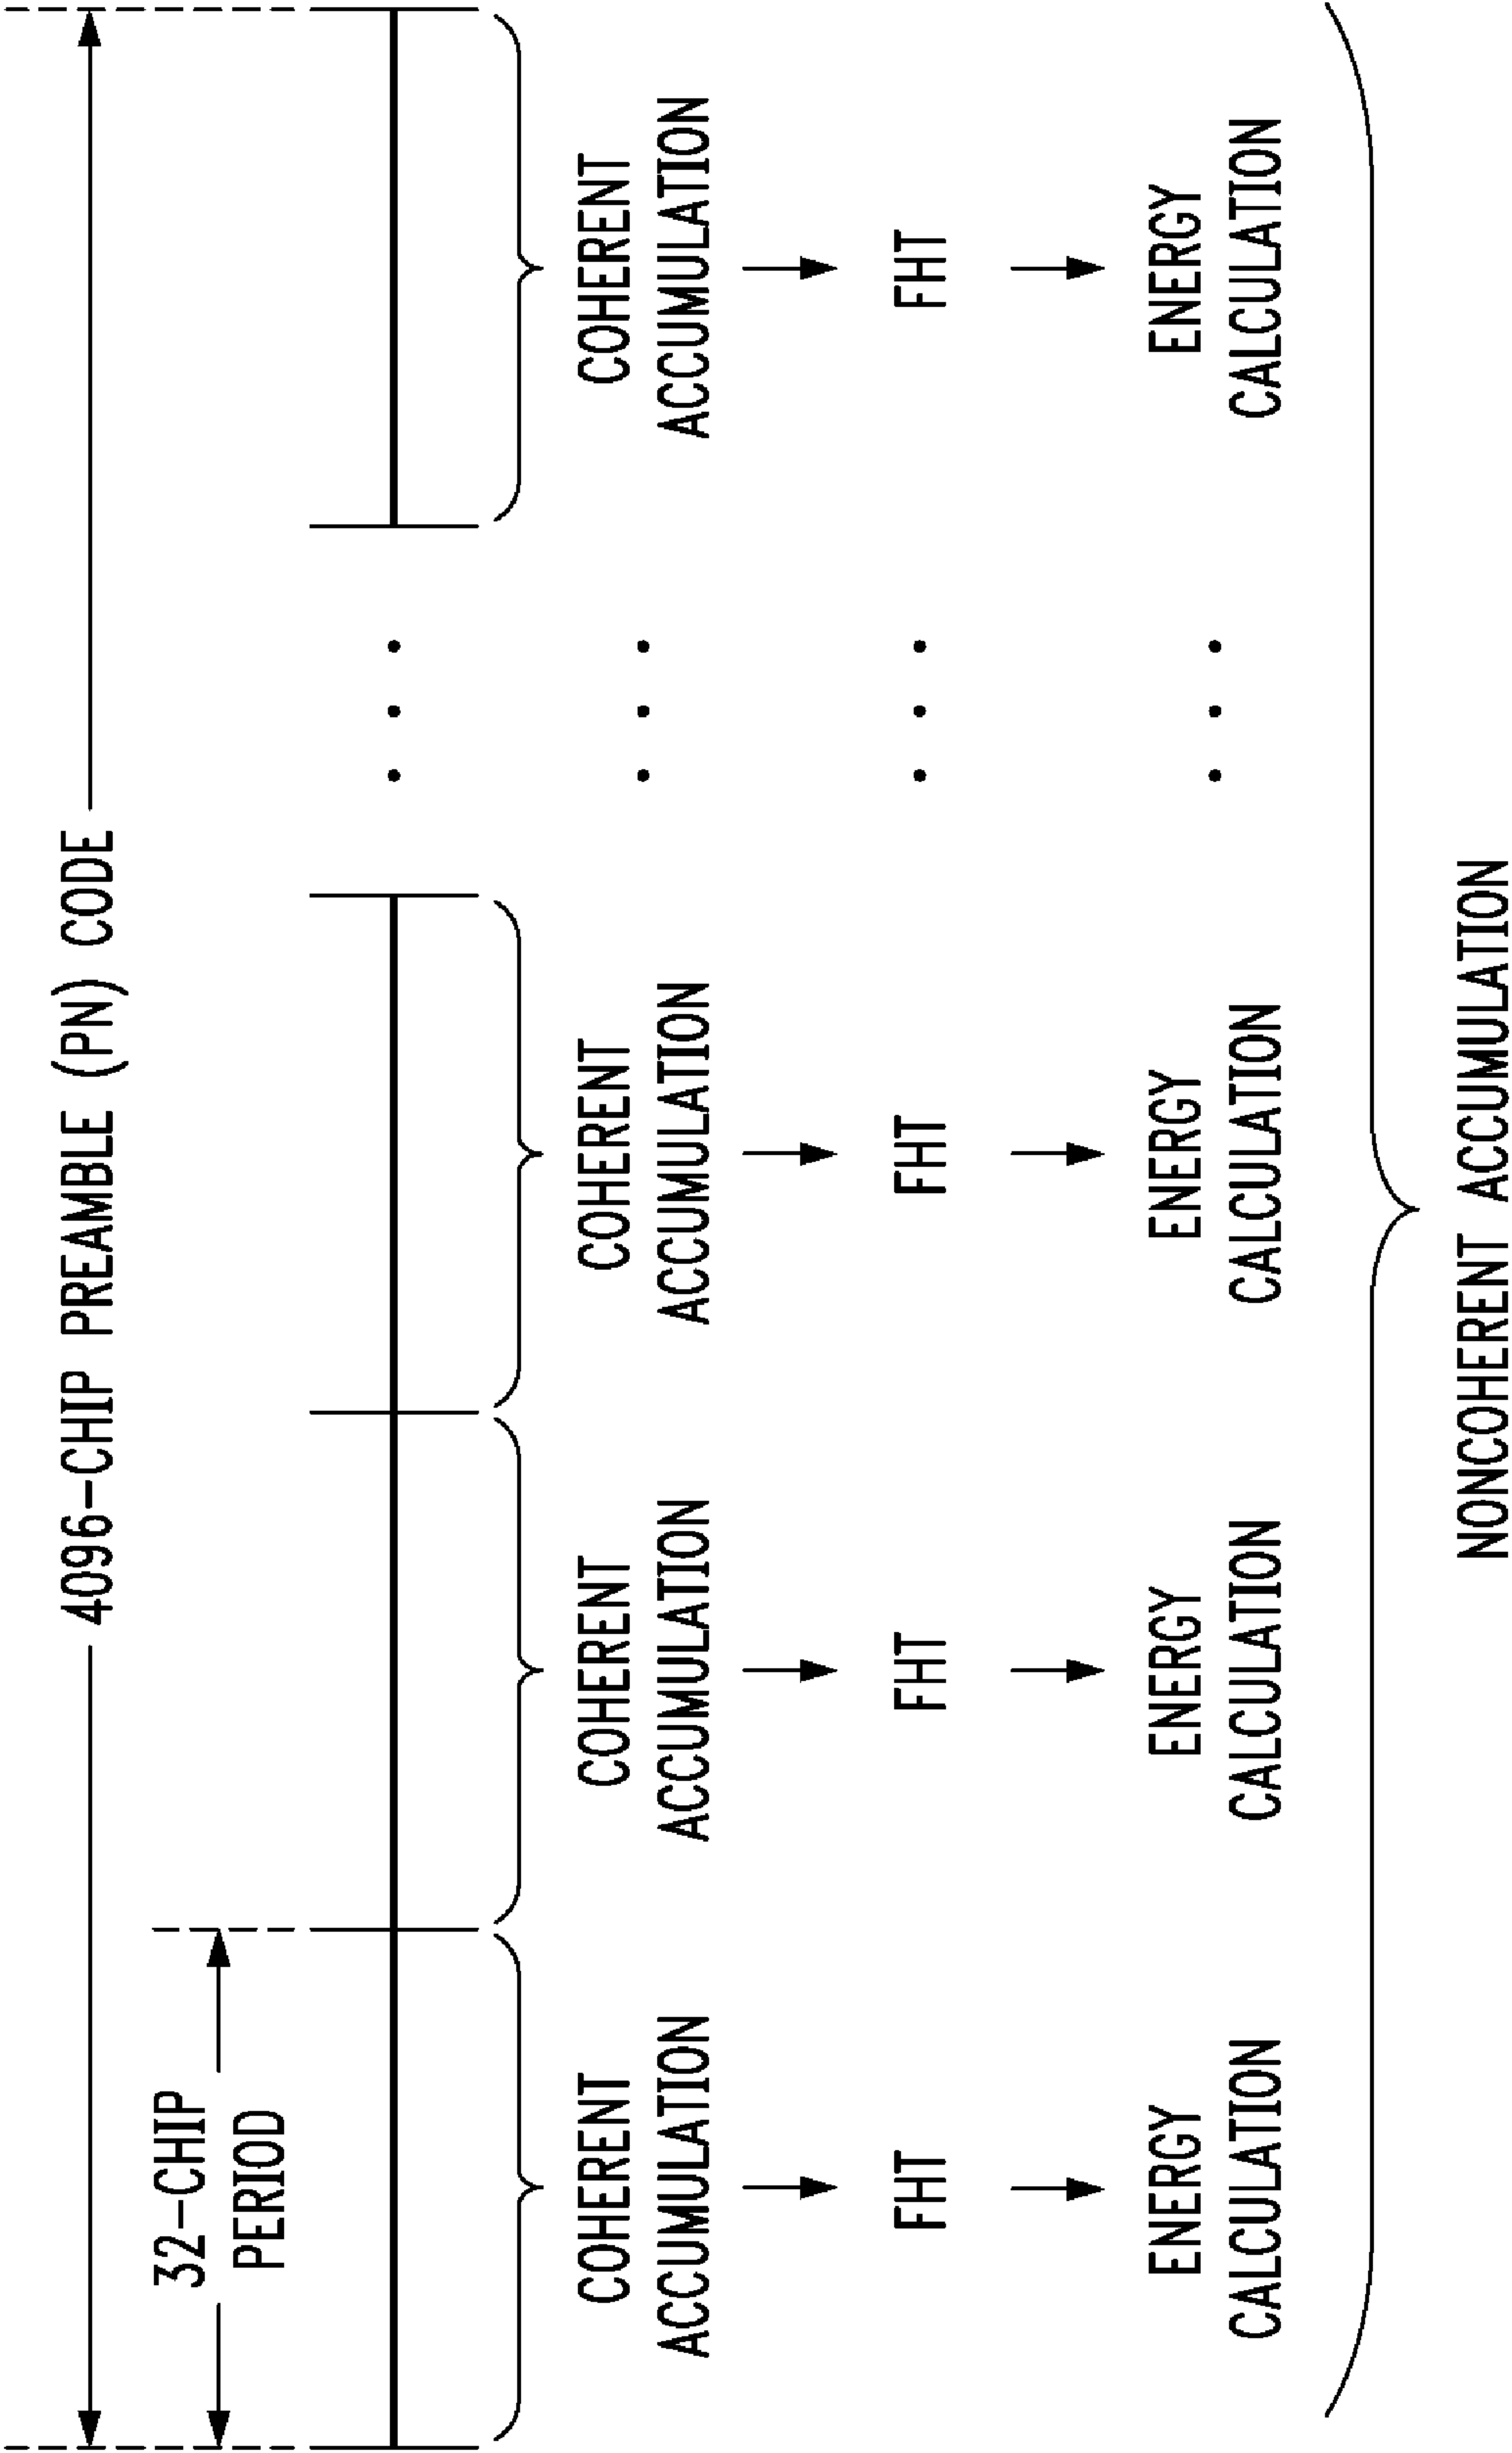 4096-CHIP PREAMBLE (PN) CODE
32-CHIP
PERIOD
COHERENT
ACCUMULATION
COHERENT
ACCUMULATION
COHERENT
ACCUMULATION
COHERENT
ACCUMULATION
FHT
FHT
FHT
FHT
ENERGY
CALCULATION
ENERGY
CALCULATION
ENERGY
CALCULATION
ENERGY
CALCULATION
NONCOHERENT ACCUMULATION